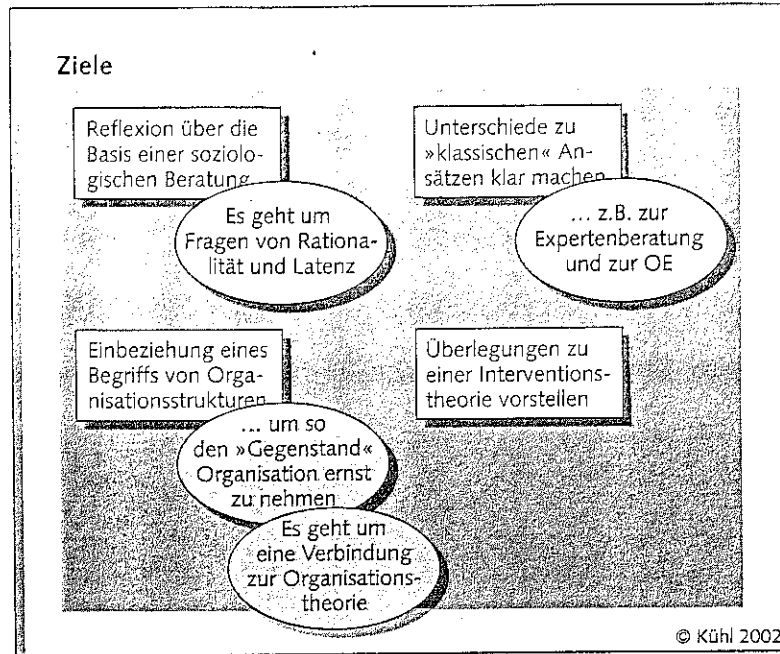 Ziele
Reflexion über die
Basis einer soziolo-
gischen Beratung
Es geht um
Fragen von Rationa-
lität und Latenz
Unterschiede zu
»klassischen« An-
sätzen klar machen
... z.B. zur
Expertenberatung
und zur OE
Einbeziehung eines
Begriffs von Orga-
nisationsstrukturen
... um so
den »Gegenstand«
Organisation ernst
zu nehmen
Es geht um
eine Verbindung
zur Organisations-
theorie
Überlegungen zu
einer Interventions-
theorie vorstellen
© Kühl 2002